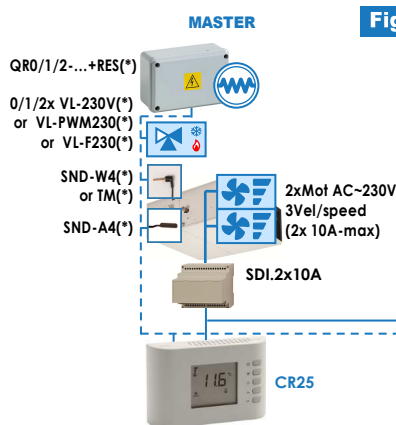 MASTER
Fig
QR0/1/2-...+RES(*)
0/1/2x VL-230V(*)
or VL-PWM230(*)
or VL-F230(*)
SND-W4(*)
or TM(*)
SND-A4(*)
2xMot AC~230V
3Vel/speed
(2x 10A-max)
SDI.2x10A
11.6
CR25